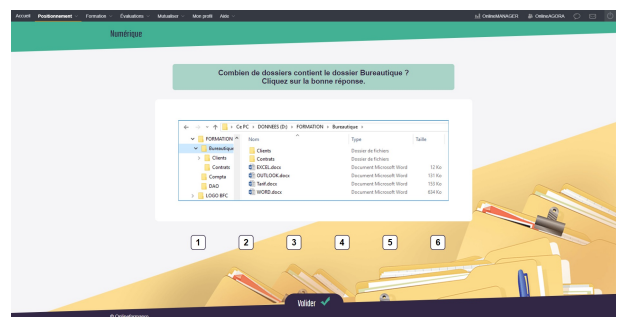 Accueil Positionnement Formation Évaluations Mutualiser Mon profil Aide OnlineMANAGER OnlineAGORA
Numérique
Combien de dossiers contient le dossier Bureautique ?
Cliquez sur la bonne réponse.
Ce PC > DONNEES (D:) > FORMATION > Bureautique >
FORMATION
Bureautique
Clients
Contrats
Compta
DAO
LOGO BFC
Nom Type Taille
Clients Dossier de fichiers
Contrats Dossier de fichiers
EXCEL.docx Document Microsoft Word 12 Ko
OUTLOOK.docx Document Microsoft Word 131 Ko
Tarif.docx Document Microsoft Word 153 Ko
WORD.docx Document Microsoft Word 834 Ko
1 2 3 4 5 6
Valider
© Onlineformapro